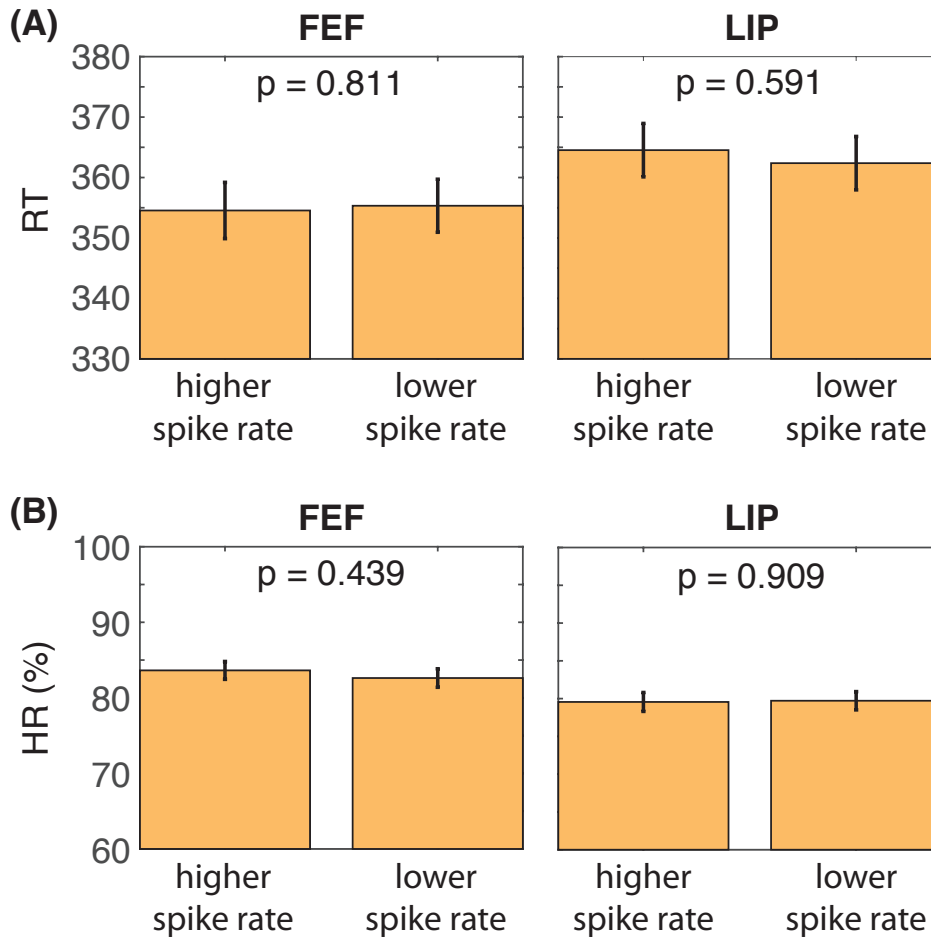 (A)
FEF
LIP
380
370
360
350
340
330
RT
p = 0.811
p = 0.591
higher
spike rate
lower
spike rate
higher
spike rate
lower
spike rate
(B)
FEF
LIP
100
90
80
70
60
HR (%)
p = 0.439
p = 0.909
higher
spike rate
lower
spike rate
higher
spike rate
lower
spike rate